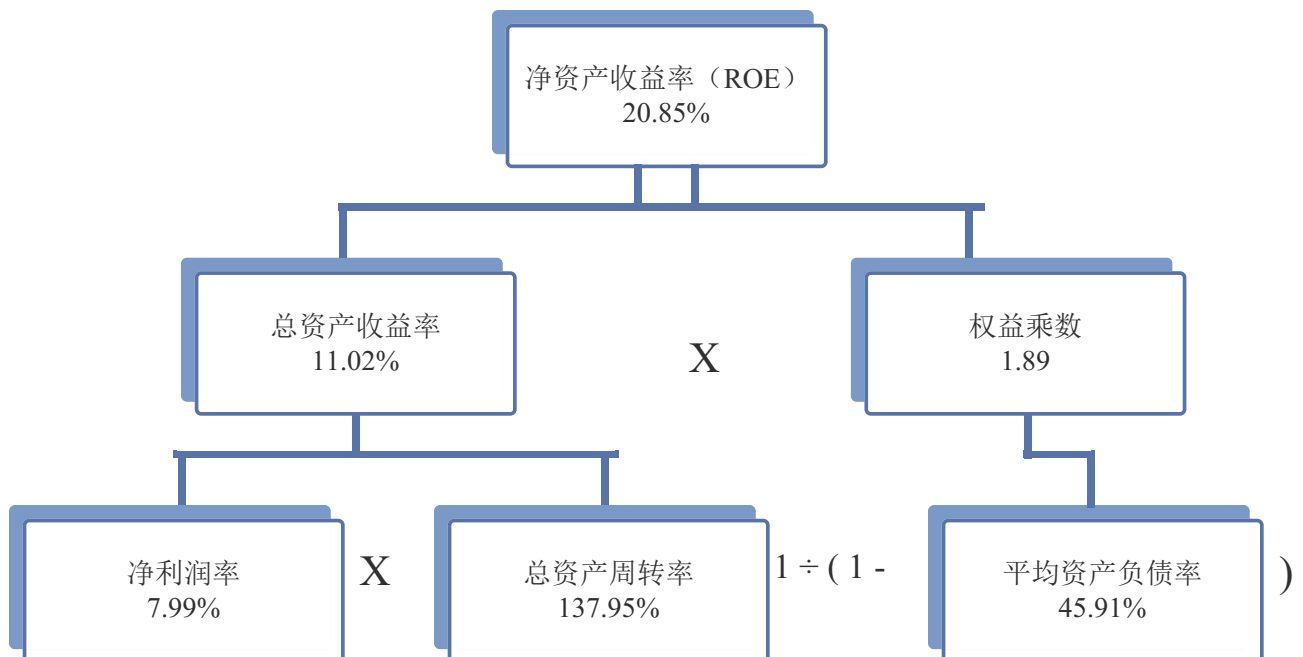 净资产收益率（ROE）
20.85%
总资产收益率
11.02%
X
权益乘数
1.89
净利润率
7.99%
X
总资产周转率
137.95%
1 ÷ ( 1 -
平均资产负债率
45.91%
)